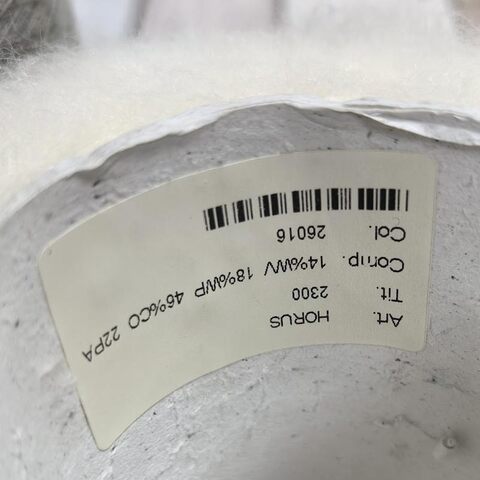 Art. HORUS
Tit. 2300
Comp. 14%WV 18%WP 46%CO 22PA
Col. 26016